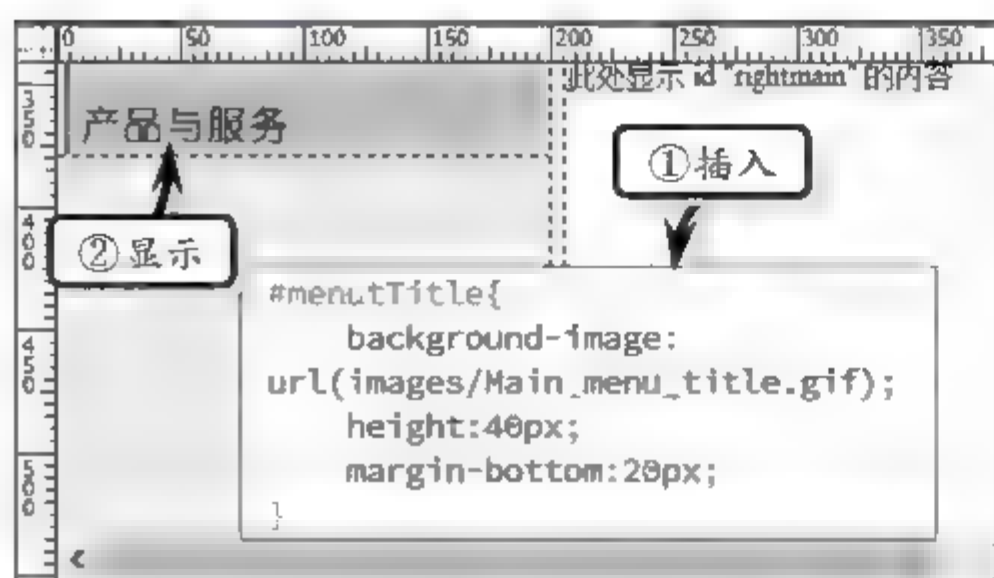 0 50 100 150 200 250 300 350
此处显示 id "rightmain" 的内容
350
产品与服务
①插入
400
②显示
#menutTitle{
background-image:
450
url(images/Main_menu_title.gif);
height:40px;
margin-bottom:20px;
500
}